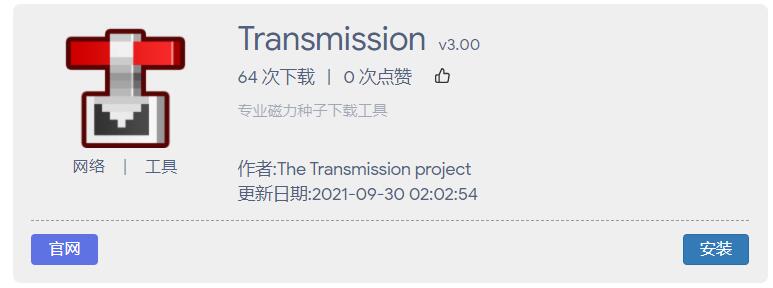 Transmission v3.00
64 次下载 | 0 次点赞
专业磁力种子下载工具
网络 | 工具
作者:The Transmission project
更新日期:2021-09-30 02:02:54
官网
安装